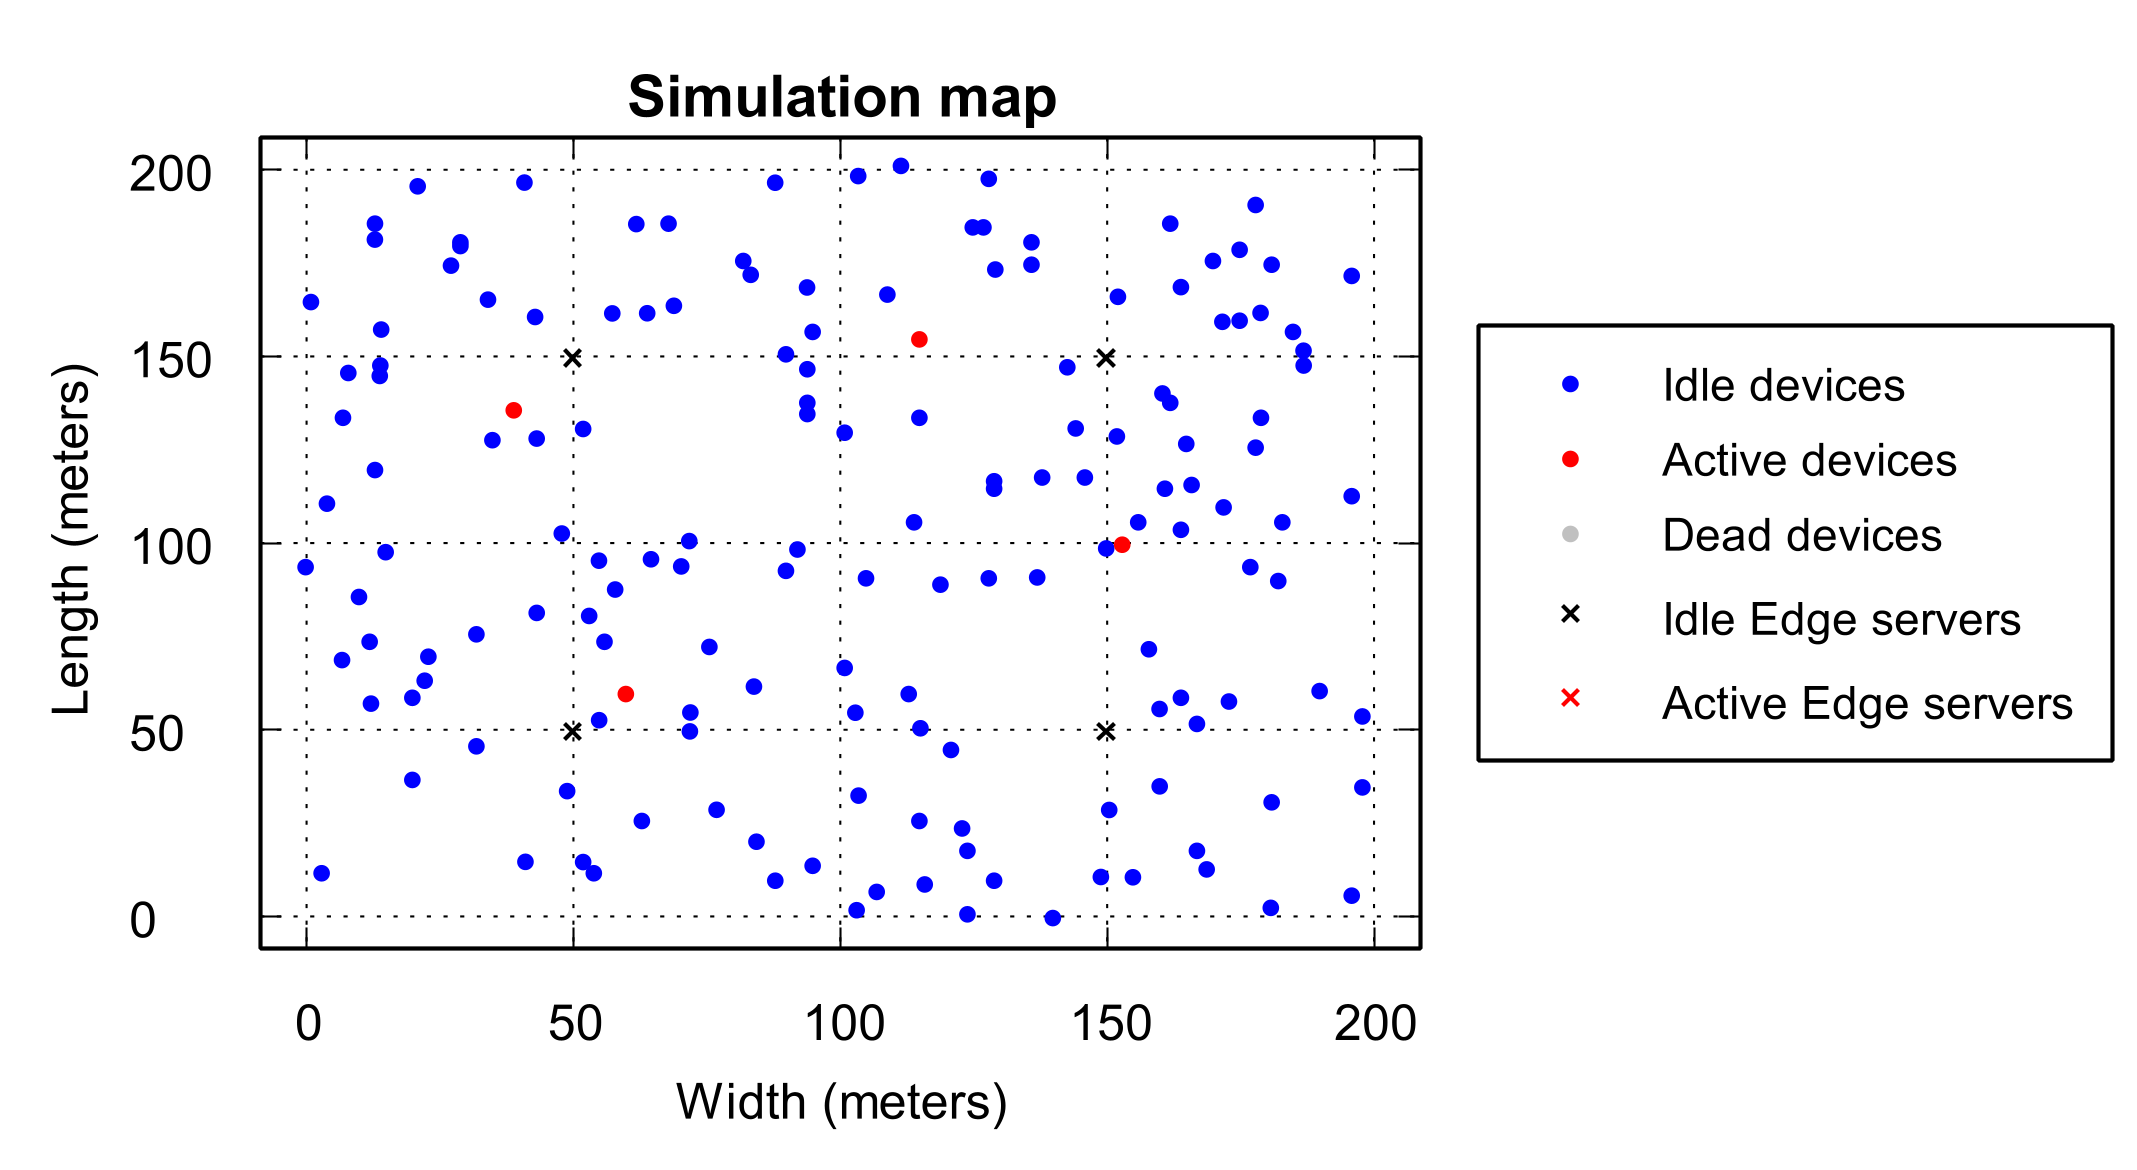 Simulation map
200
150
100
50
0
Length (meters)
0 50 100 150 200
Width (meters)
Idle devices
Active devices
Dead devices
Idle Edge servers
Active Edge servers